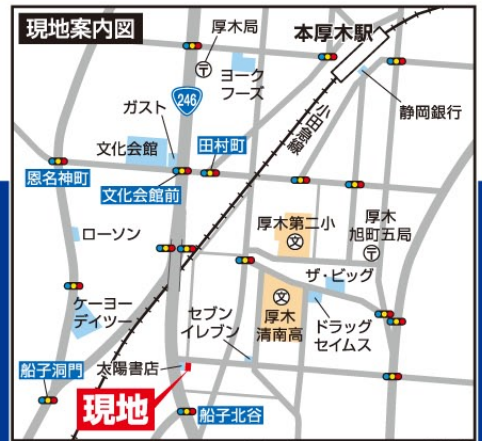 現地案内図
厚木局
〒
本厚木駅
ヨーク
フーズ
246
ガスト
小田急線
静岡銀行
文化会館
田村町
恩名神町
文化会館前
厚木第二小
文
厚木
旭町五局
〒
ローソン
ザ・ビッグ
ケーヨー
デイツー
セブン
イレブン
文
厚木
清南高
ドラッグ
セイムス
船子洞門
太陽書店
現地
船子北谷